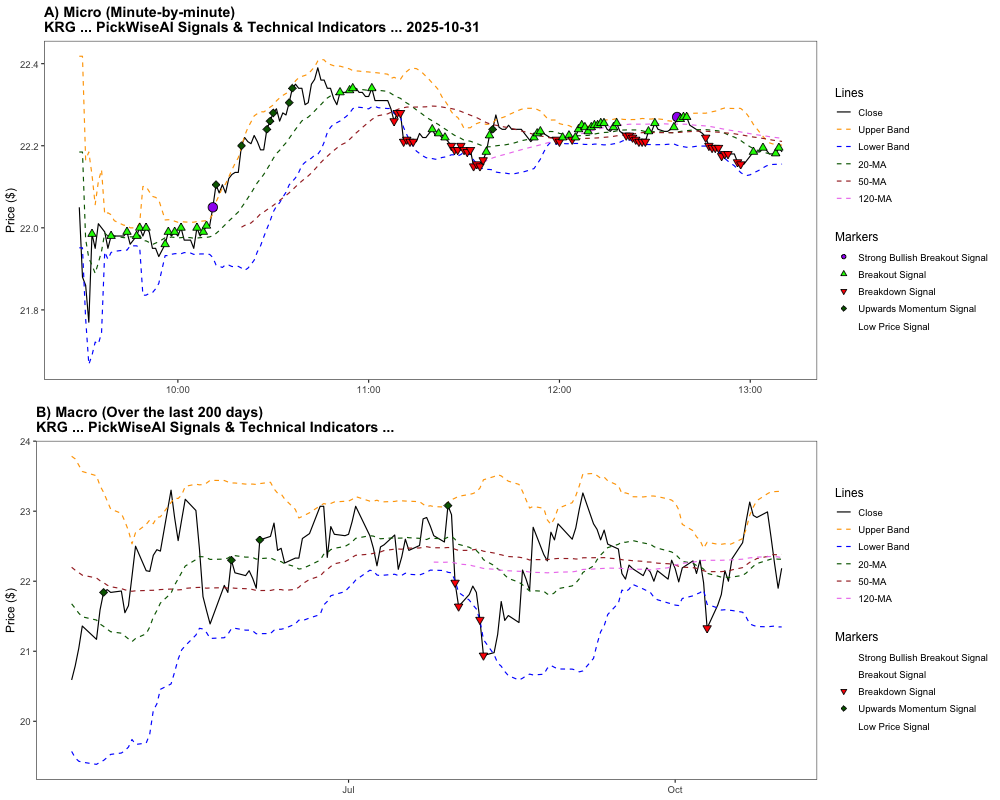 A) Micro (Minute-by-minute)
KRG ... PickWiseAI Signals & Technical Indicators ... 2025-10-31
Price ($)
22.4
22.2
22.0
21.8
10:00
11:00
12:00
13:00
Lines
Close
Upper Band
Lower Band
20-MA
50-MA
120-MA
Markers
Strong Bullish Breakout Signal
Breakout Signal
Breakdown Signal
Upwards Momentum Signal
Low Price Signal
B) Macro (Over the last 200 days)
KRG ... PickWiseAI Signals & Technical Indicators ...
Price ($)
24
23
22
21
20
Jul
Oct
Lines
Close
Upper Band
Lower Band
20-MA
50-MA
120-MA
Markers
Strong Bullish Breakout Signal
Breakout Signal
Breakdown Signal
Upwards Momentum Signal
Low Price Signal